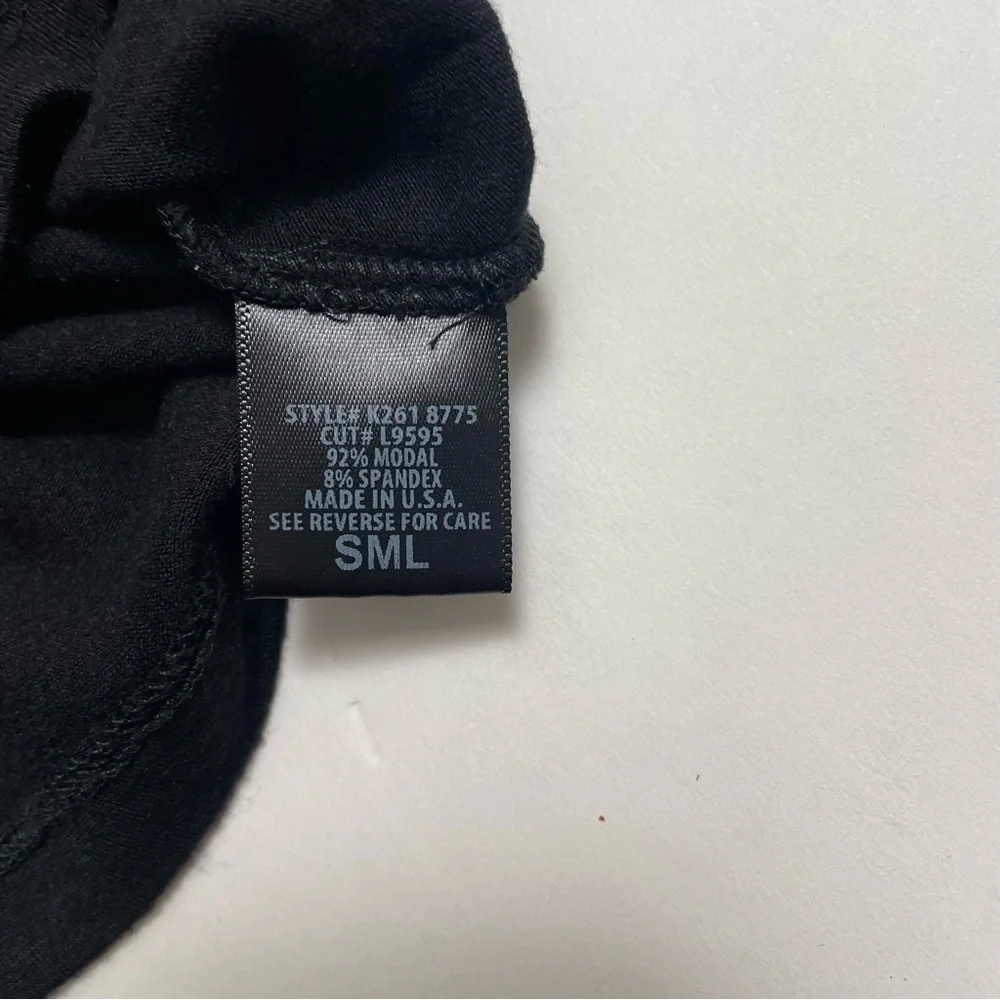 STYLE# K261 8775
CUT# L9595
92% MODAL
8% SPANDEX
MADE IN U.S.A.
SEE REVERSE FOR CARE
SML